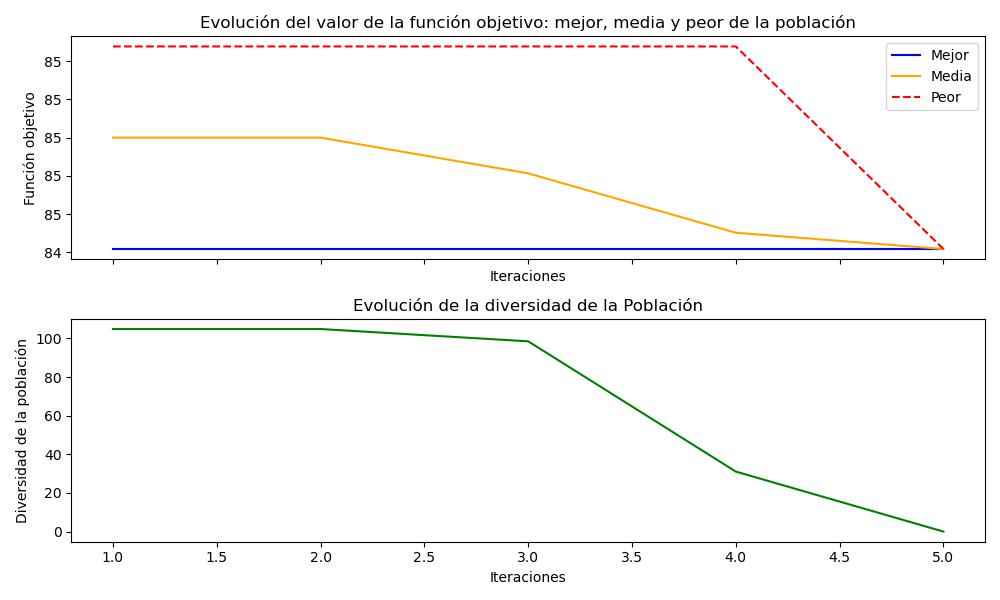 Evolución del valor de la función objetivo: mejor, media y peor de la población
Función objetivo
85
85
85
85
85
84
Mejor
Media
Peor
Iteraciones
Evolución de la diversidad de la Población
Diversidad de la población
100
80
60
40
20
0
1.0 1.5 2.0 2.5 3.0 3.5 4.0 4.5 5.0
Iteraciones